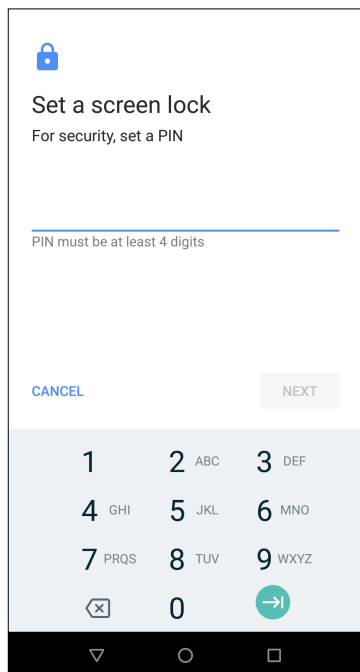 Set a screen lock
For security, set a PIN
PIN must be at least 4 digits
CANCEL NEXT
1 2 ABC 3 DEF
4 GHI 5 JKL 6 MNO
7 PRQS 8 TUV 9 WXYZ
0